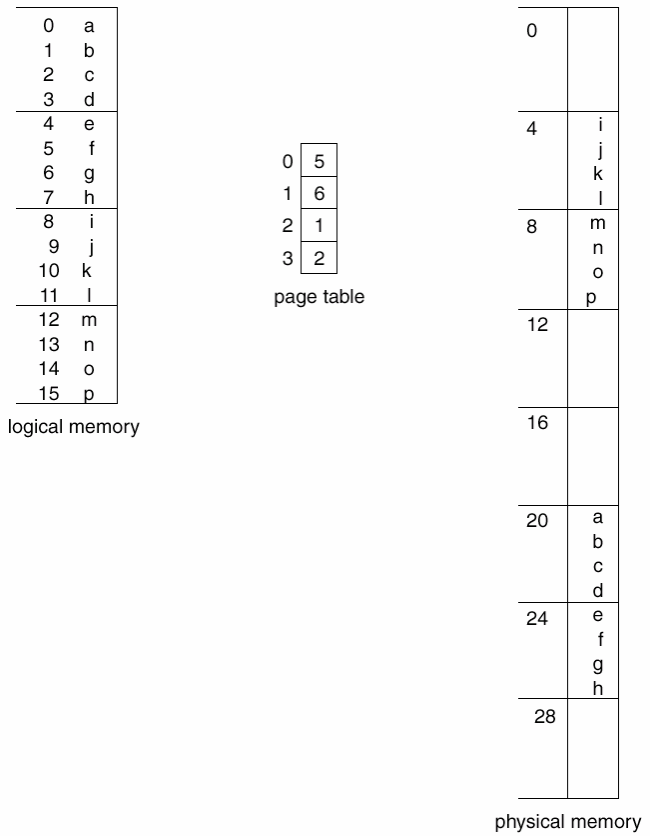 0 a
1 b
2 c
3 d
4 e
5 f
6 g
7 h
8 i
9 j
10 k
11 l
12 m
13 n
14 o
15 p
logical memory
0 5
1 6
2 1
3 2
page table
0
4 i
j
k
l
8 m
n
o
p
12
16
20 a
b
c
d
24 e
f
g
h
28
physical memory